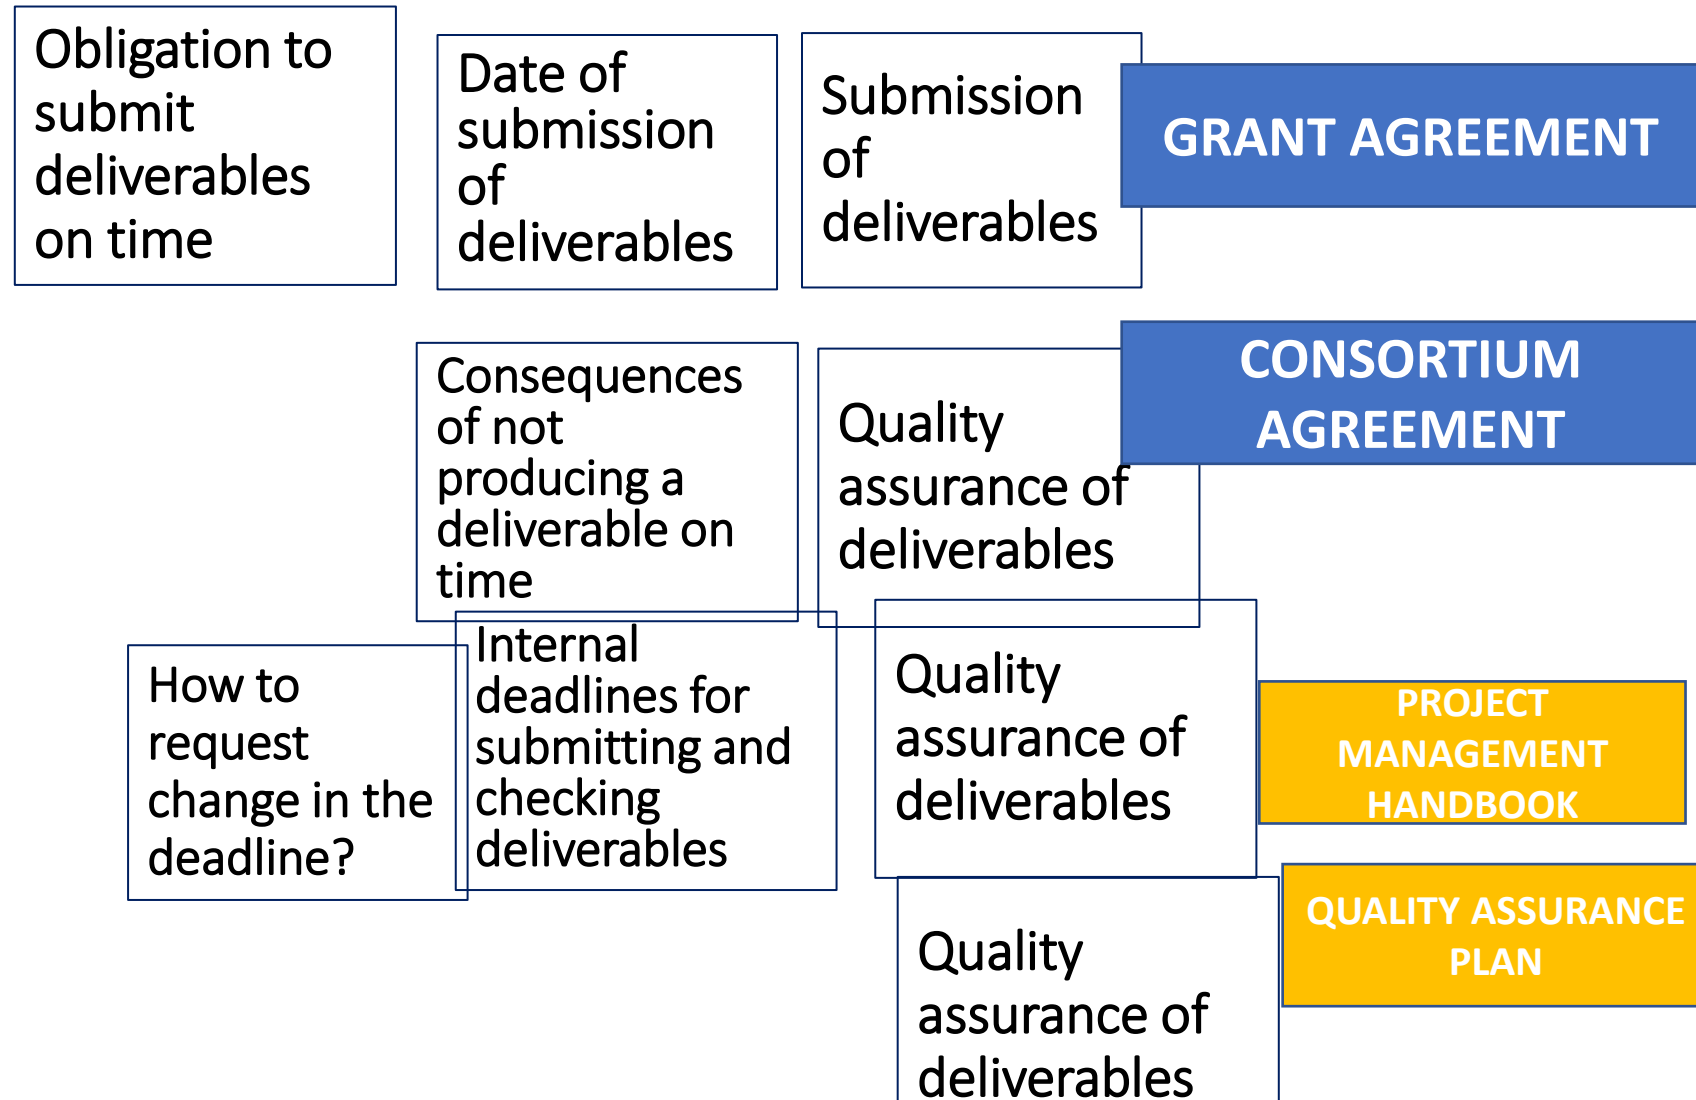 Obligation to
submit
deliverables
on time
Date of
submission
of
deliverables
Submission
of
deliverables
GRANT AGREEMENT
Consequences
of not
producing a
deliverable on
time
Quality
assurance of
deliverables
CONSORTIUM
AGREEMENT
How to
request
change in the
deadline?
Internal
deadlines for
submitting and
checking
deliverables
Quality
assurance of
deliverables
PROJECT
MANAGEMENT
HANDBOOK
Quality
assurance of
deliverables
QUALITY ASSURANCE
PLAN